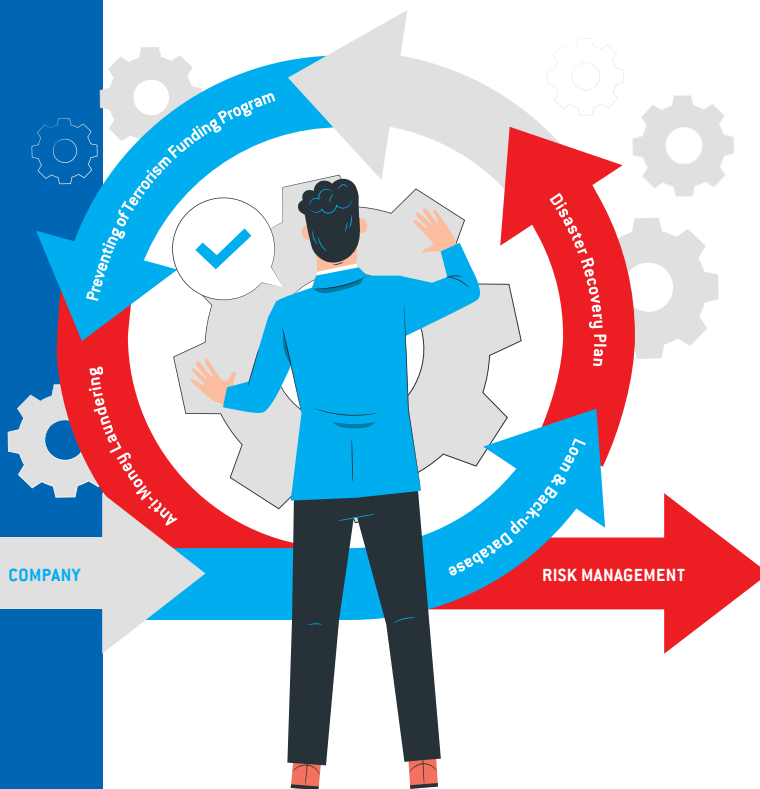 Preventing of Terrorism Funding Program
Disaster Recovery Plan
Anti-Money Laundering
Loan & Back-up Database
COMPANY
RISK MANAGEMENT